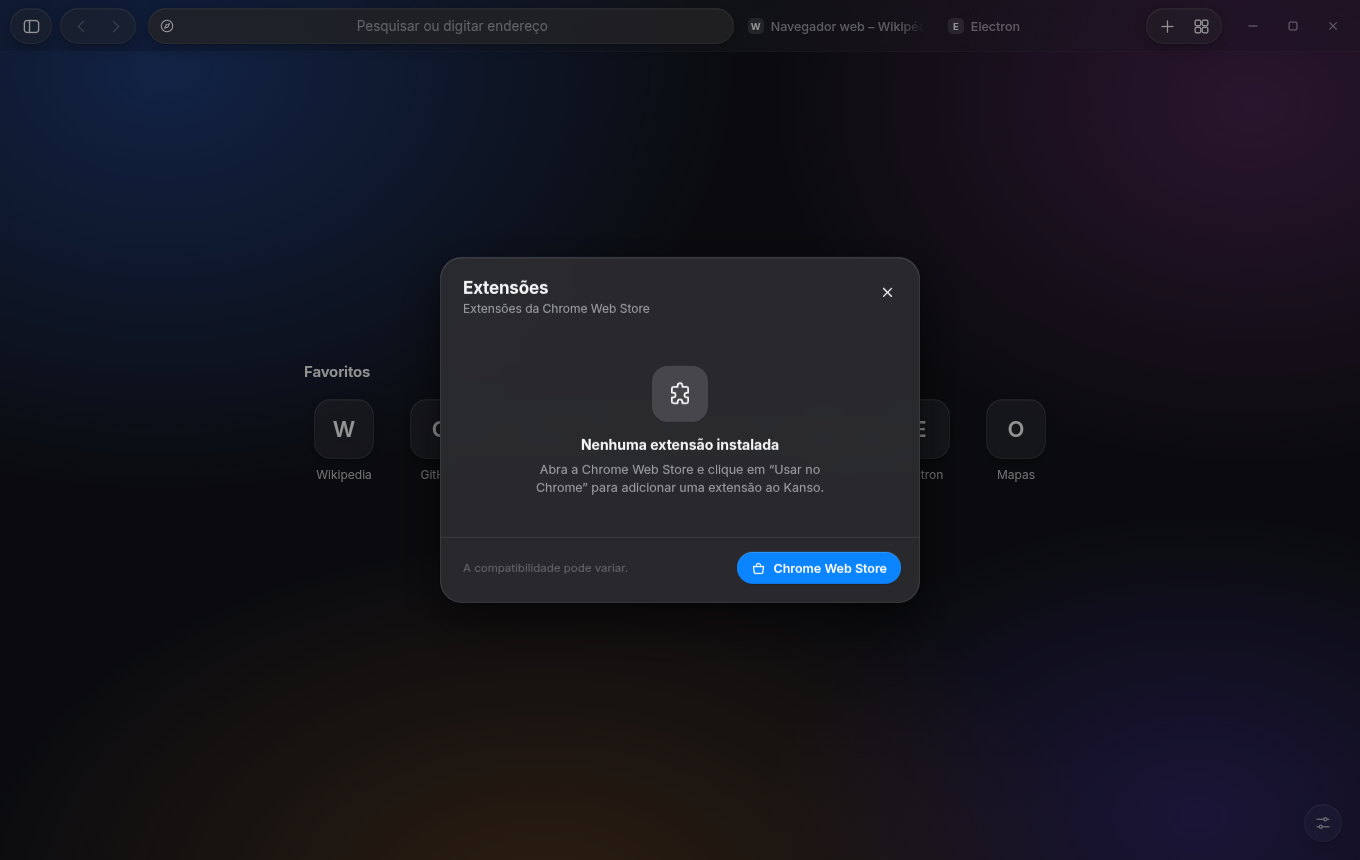 Pesquisar ou digitar endereço
W Navegador web – Wikipé
E Electron
Extensões
Extensões da Chrome Web Store
Favoritos
W
E
O
Nenhuma extensão instalada
Wikipedia
Mapas
Abra a Chrome Web Store e clique em “Usar no
Chrome” para adicionar uma extensão ao Kanso.
A compatibilidade pode variar.
Chrome Web Store